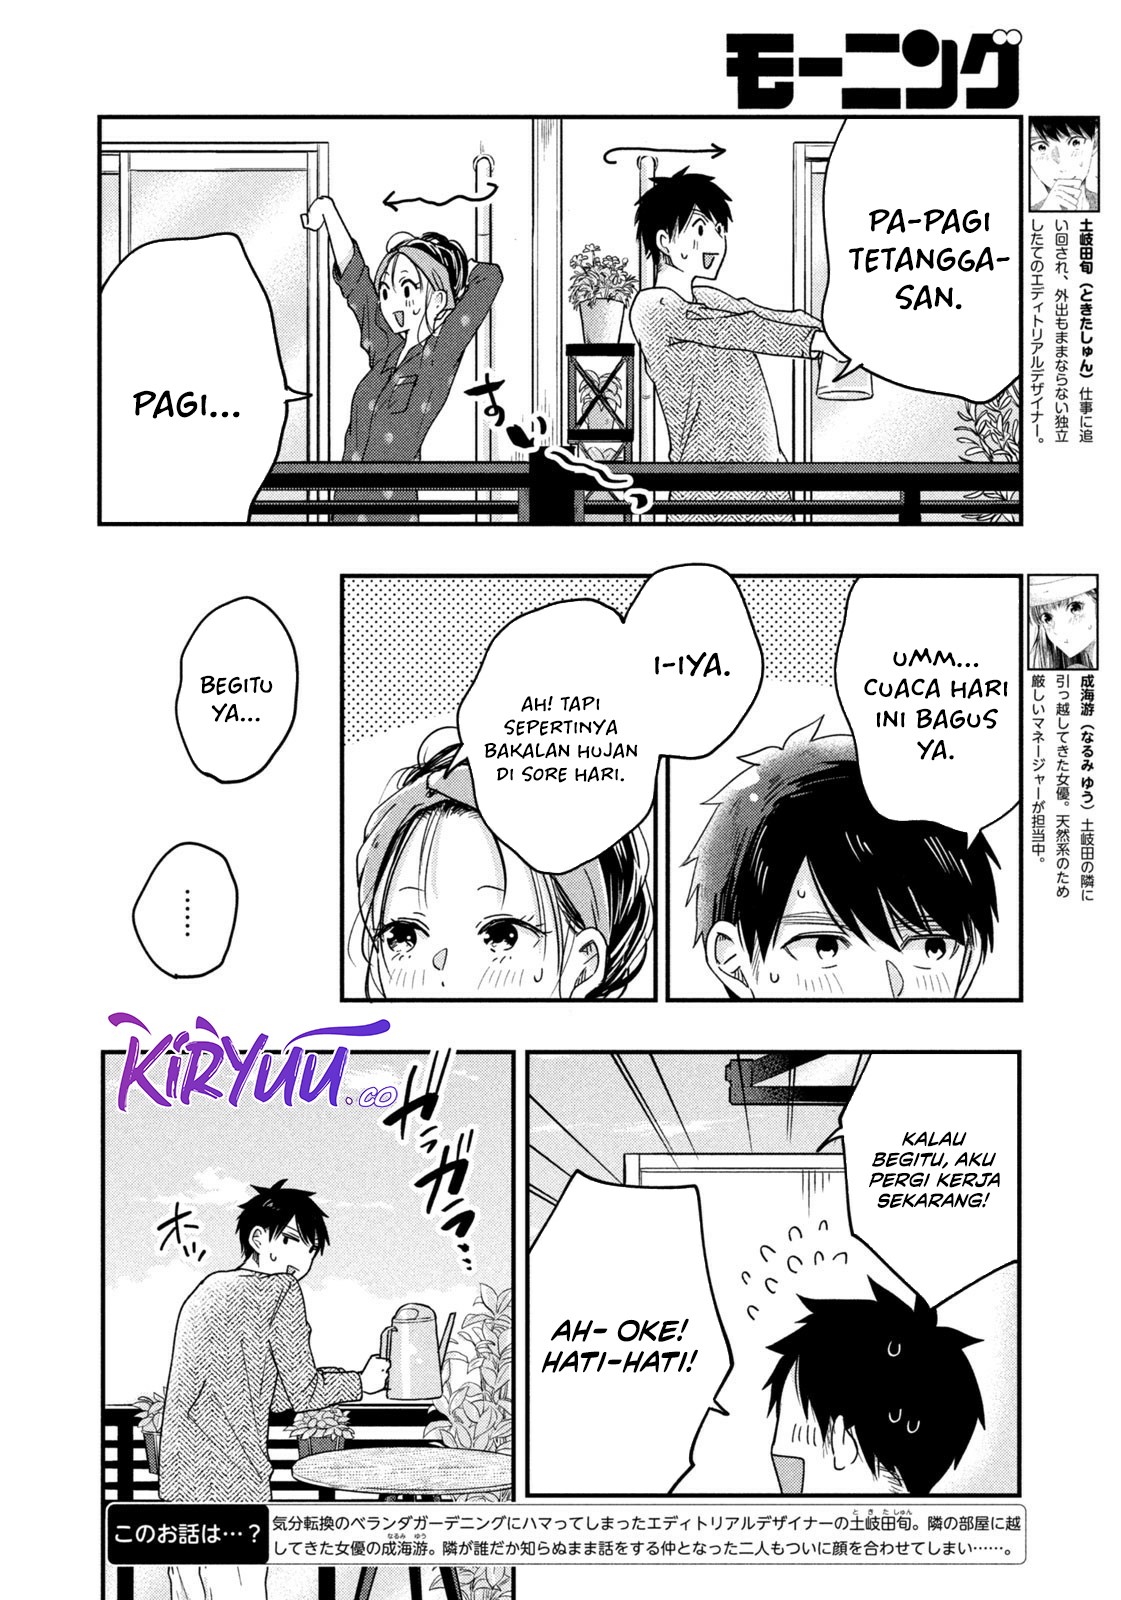 モーニング
PA-PAGI
TETANGGA-
SAN.
PAGI...
すいーっ
土岐田旬（ときたしゅん）仕事に追
い回され、外出もままならない独立
したてのエディトリアルデザイナー。
UMM...
CUACA HARI
INI BAGUS
YA.
I-IYA.
AH! TAPI
SEPERTINYA
BAKALAN HUJAN
DI SORE HARI.
BEGITU
YA...
……
成海游（なるみ ゆう）土岐田の隣に
引っ越してきた女優。天然系のため
厳しいマネージャーが担当中。
KALAU
BEGITU, AKU
PERGI KERJA
SEKARANG!
AH- OKE!
HATI-HATI!
KIRYUU.CO
このお話は…？
気分転換のベランダガーデニングにハマってしまったエディトリアルデザイナーの土岐田旬。隣の部屋に越
してきた女優の成海游。隣が誰だか知らぬまま話をする仲となった二人もついに顔を合わせてしまい……。